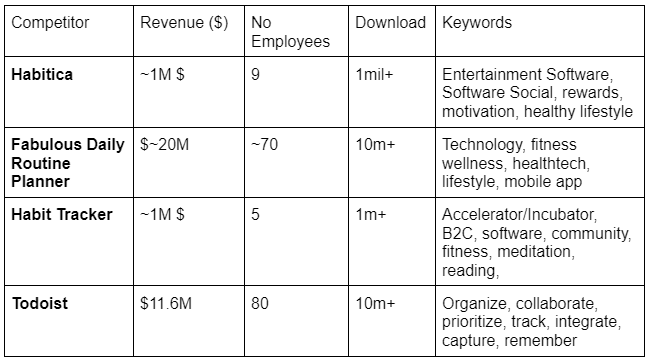 Competitor Revenue ($) No Download Keywords
Employees
Habitica ~1M $ 9 1mil+ Entertainment Software,
Software Social, rewards,
motivation, healthy lifestyle
Fabulous Daily $~20M ~70 10m+ Technology, fitness
Routine wellness, healthtech,
Planner lifestyle, mobile app
Habit Tracker ~1M $ 5 1m+ Accelerator/Incubator,
B2C, software, community,
fitness, meditation,
reading,
Todoist $11.6M 80 10m+ Organize, collaborate,
prioritize, track, integrate,
capture, remember